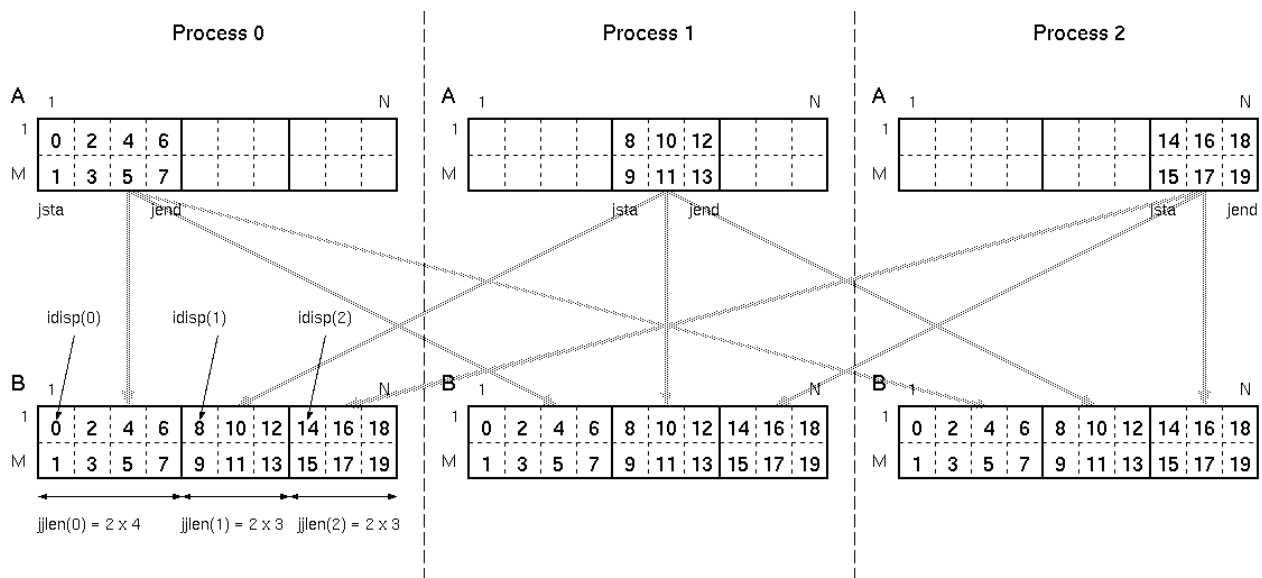 Process 0 Process 1 Process 2
A 1 N A 1 N A 1 N
1 0 2 4 6 1 8 10 12 1 14 16 18
M 1 3 5 7 M 9 11 13 M 15 17 19
jsta jend jsta jend jsta jend
idisp(0) idisp(1) idisp(2)
B 1 N B 1 N B 1 N
1 0 2 4 6 8 10 12 14 16 18 1 0 2 4 6 8 10 12 14 16 18 1 0 2 4 6 8 10 12 14 16 18
M 1 3 5 7 9 11 13 15 17 19 M 1 3 5 7 9 11 13 15 17 19 M 1 3 5 7 9 11 13 15 17 19
jjlen(0) = 2 x 4 jjlen(1) = 2 x 3 jjlen(2) = 2 x 3